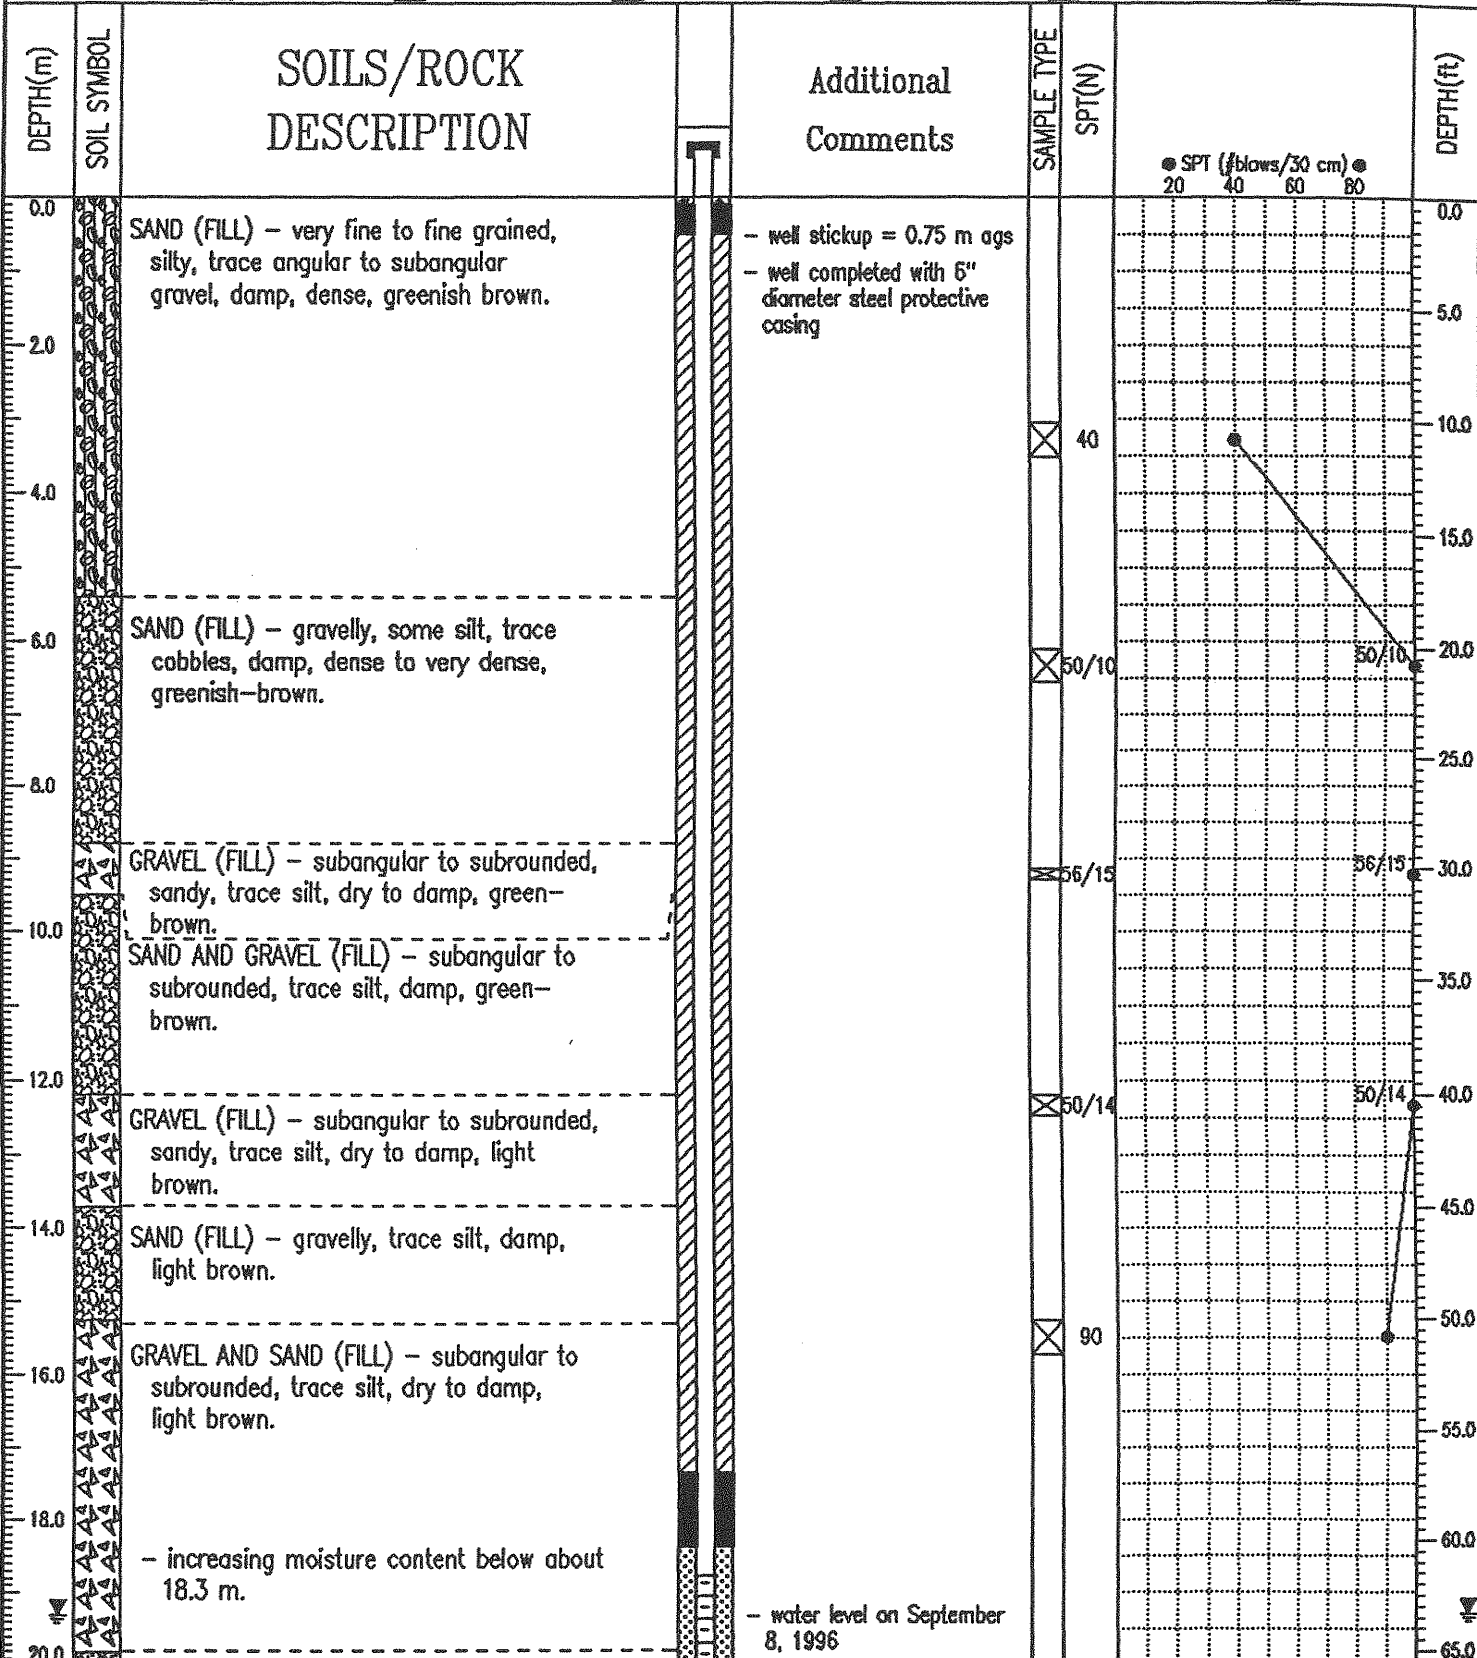 DEPTH(m)
SOIL SYMBOL
SOILS/ROCK
DESCRIPTION
Additional
Comments
SAMPLE TYPE
SPT(N)
● SPT (#blows/30 cm) ●
20 40 60 80
DEPTH(ft)
0.0
2.0
4.0
6.0
8.0
10.0
12.0
14.0
16.0
18.0
20.0
SAND (FILL) – very fine to fine grained,
silty, trace angular to subangular
gravel, damp, dense, greenish brown.
SAND (FILL) – gravelly, some silt, trace
cobbles, damp, dense to very dense,
greenish–brown.
GRAVEL (FILL) – subangular to subrounded,
sandy, trace silt, dry to damp, green–
brown.
SAND AND GRAVEL (FILL) – subangular to
subrounded, trace silt, damp, green–
brown.
GRAVEL (FILL) – subangular to subrounded,
sandy, trace silt, dry to damp, light
brown.
SAND (FILL) – gravelly, trace silt, damp,
light brown.
GRAVEL AND SAND (FILL) – subangular to
subrounded, trace silt, dry to damp,
light brown.
– increasing moisture content below about
18.3 m.
– well stickup = 0.75 m ags
– well completed with 6"
diameter steel protective
casing
– water level on September
8, 1996
40
50/10
56/15
50/14
90
50/10
56/15
50/14
0.0
5.0
10.0
15.0
20.0
25.0
30.0
35.0
40.0
45.0
50.0
55.0
60.0
65.0